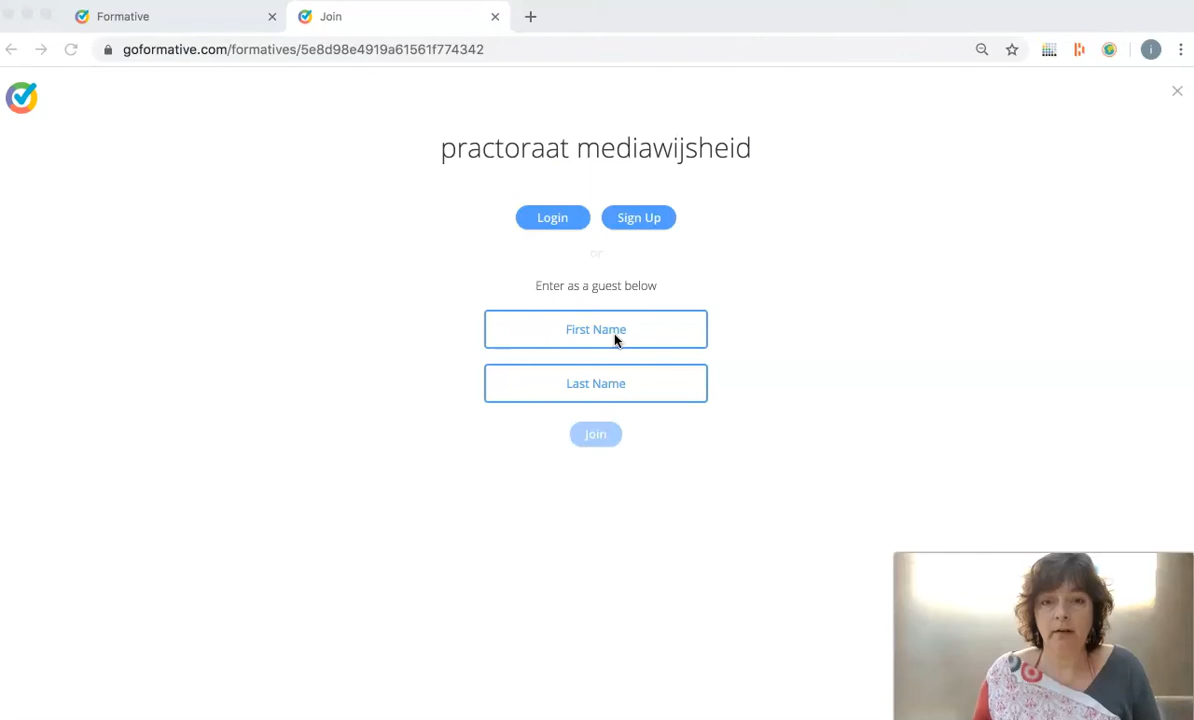 Formative
Join
goformative.com/formatives/5e8d98e4919a61561f774342
i
practoraat mediawijsheid
Login
Sign Up
or
Enter as a guest below
First Name
Last Name
Join